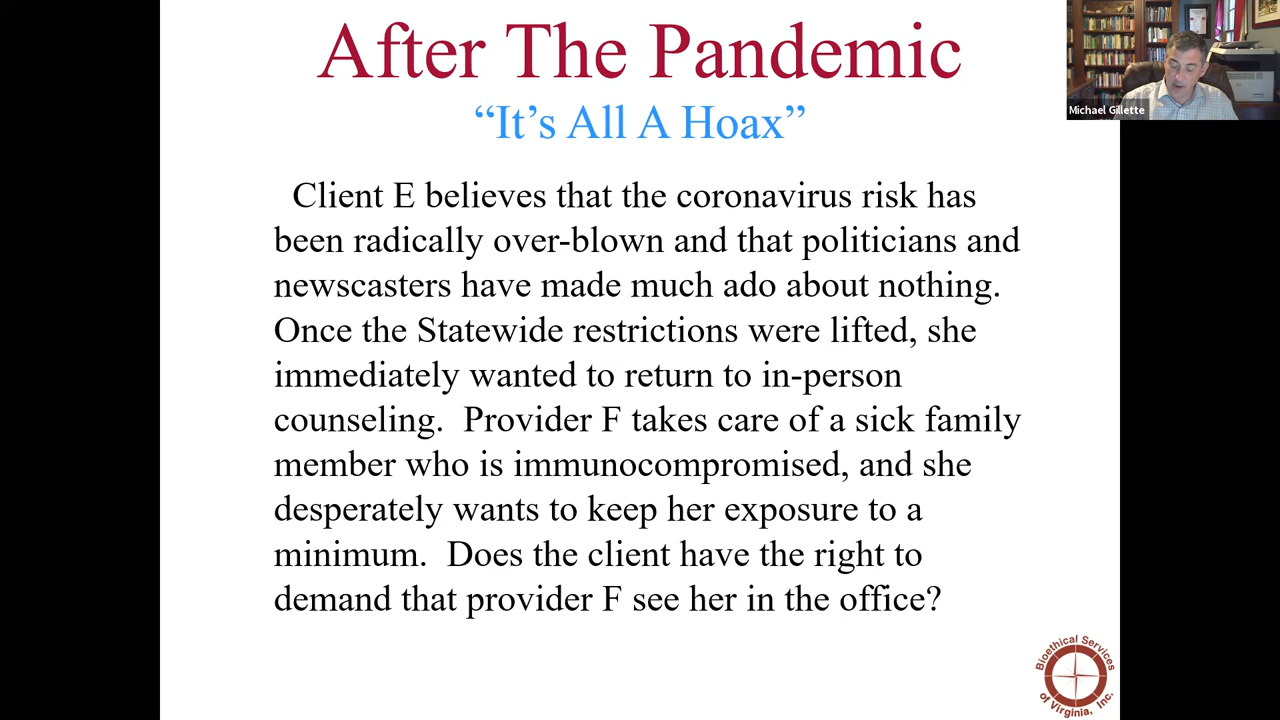 After The Pandemic
“It’s All A Hoax”
Michael Gillette
Client E believes that the coronavirus risk has
been radically over-blown and that politicians and
newscasters have made much ado about nothing.
Once the Statewide restrictions were lifted, she
immediately wanted to return to in-person
counseling.  Provider F takes care of a sick family
member who is immunocompromised, and she
desperately wants to keep her exposure to a
minimum.  Does the client have the right to
demand that provider F see her in the office?
Bioethical Services
of Virginia, Inc.